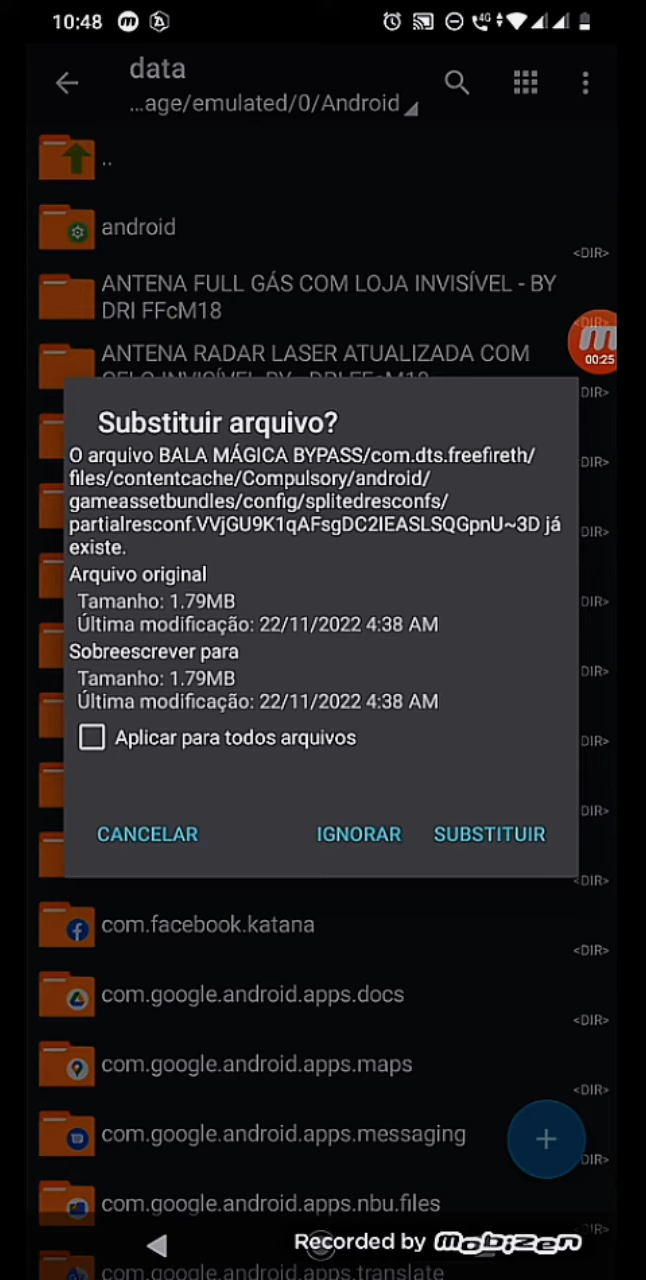 10:48
4G
data
...age/emulated/0/Android
..
android
<DIR>
ANTENA FULL GÁS COM LOJA INVISÍVEL - BY
DRI FFcM18
<DIR>
00:25
ANTENA RADAR LASER ATUALIZADA COM
<DIR>
Substituir arquivo?
O arquivo BALA MÁGICA BYPASS/com.dts.freefireth/
files/contentcache/Compulsory/android/
gameassetbundles/config/splitedresconfs/
partialresconf.VVjGU9K1qAFsgDC2IEASLSQGpnU~3D já
existe.
<DIR>
Arquivo original
Tamanho: 1.79MB
<DIR>
Última modificação: 22/11/2022 4:38 AM
Sobreescrever para
<DIR>
Tamanho: 1.79MB
Última modificação: 22/11/2022 4:38 AM
Aplicar para todos arquivos
<DIR>
<DIR>
CANCELAR IGNORAR SUBSTITUIR
<DIR>
com.facebook.katana
<DIR>
com.google.android.apps.docs
<DIR>
com.google.android.apps.maps
<DIR>
com.google.android.apps.messaging
DIR>
com.google.android.apps.nbu.files
Recorded by Mobizen
com.google.android.apps.translate